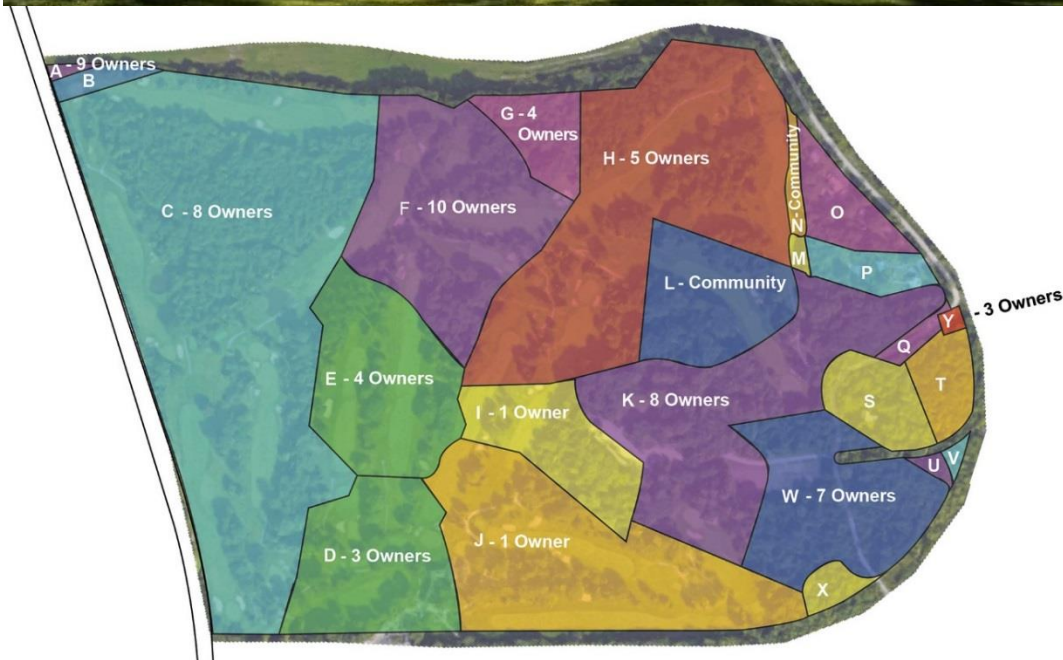 A - 9 Owners
B
C - 8 Owners
F - 10 Owners
G - 4
Owners
H - 5 Owners
N - Community
O
M
P
L - Community
Y - 3 Owners
Q
E - 4 Owners
I - 1 Owner
K - 8 Owners
S
T
U
V
W - 7 Owners
D - 3 Owners
J - 1 Owner
X